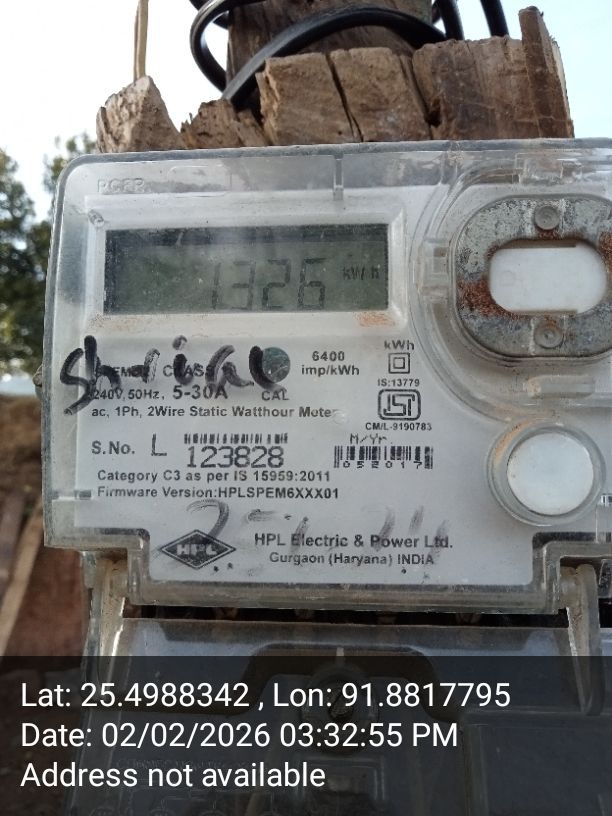 1326 kWh
6400
imp/kWh
kWh
IS:13779
240V, 50Hz, 5-30A
CAL
ac, 1Ph, 2Wire Static Watthour Meter
CM/L-9190783
M/Yr
S.No. L 123828
052017
Category C3 as per IS 15959:2011
Firmware Version:HPLSPEM6XXX01
HPL
HPL Electric & Power Ltd.
Gurgaon (Haryana) INDIA
Lat: 25.4988342 , Lon: 91.8817795
Date: 02/02/2026 03:32:55 PM
Address not available